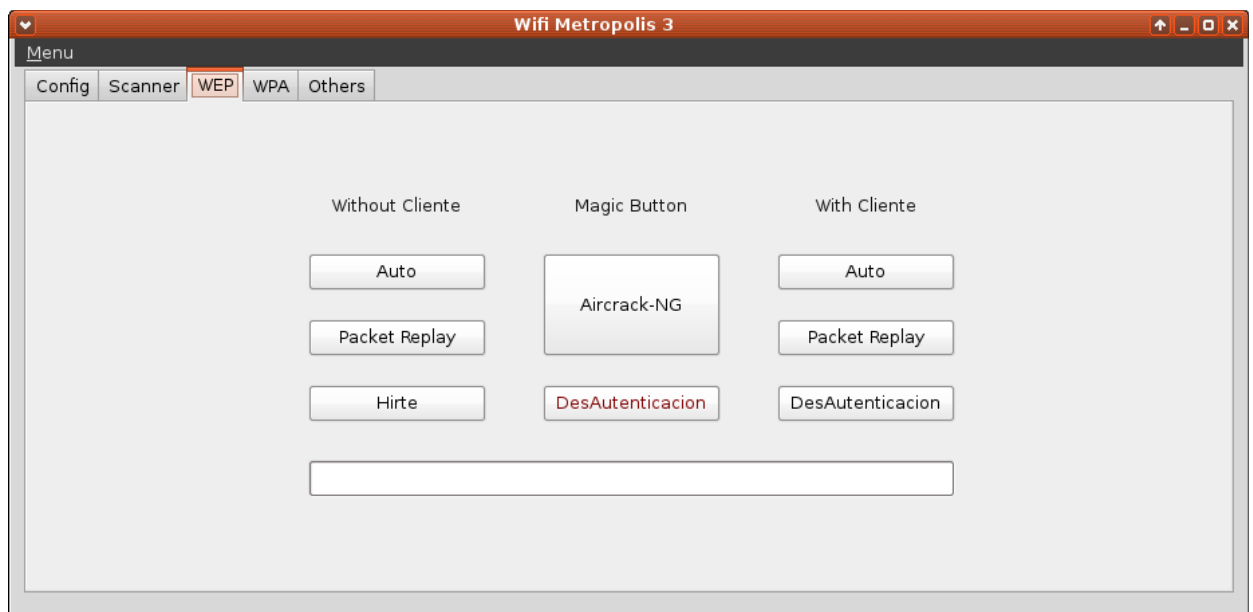 Wifi Metropolis 3
Menu
Config Scanner WEP WPA Others
Without Cliente Magic Button With Cliente
Auto Aircrack-NG Auto
Packet Replay Packet Replay
Hirte DesAutenticacion DesAutenticacion